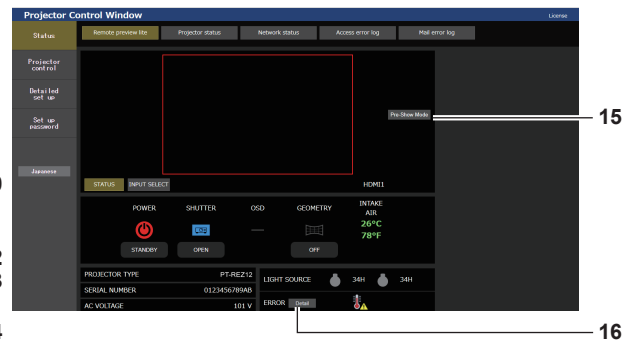 Projector Control Window
License
Status
Remote preview lite
Projector status
Network status
Access error log
Mail error log
Projector
control
Detailed
set up
Set up
password
Japanese
Pre-Show Mode
15
STATUS
INPUT SELECT
HDMI1
POWER
SHUTTER
OSD
GEOMETRY
INTAKE
AIR
26°C
78°F
STANDBY
OPEN
OFF
PROJECTOR TYPE PT-REZ12
SERIAL NUMBER 0123456789AB
AC VOLTAGE 101 V
LIGHT SOURCE 34H 34H
ERROR Detail
16